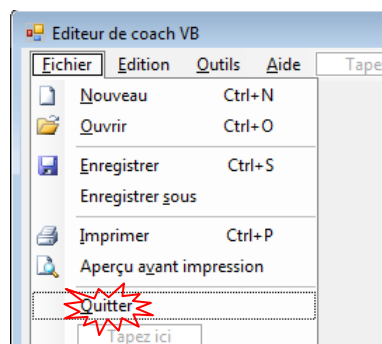 Editeur de coach VB
Fichier Edition Outils Aide Tape
Nouveau Ctrl+N
Ouvrir Ctrl+O
Enregistrer Ctrl+S
Enregistrer sous
Imprimer Ctrl+P
Aperçu avant impression
Quitter
Tapez ici